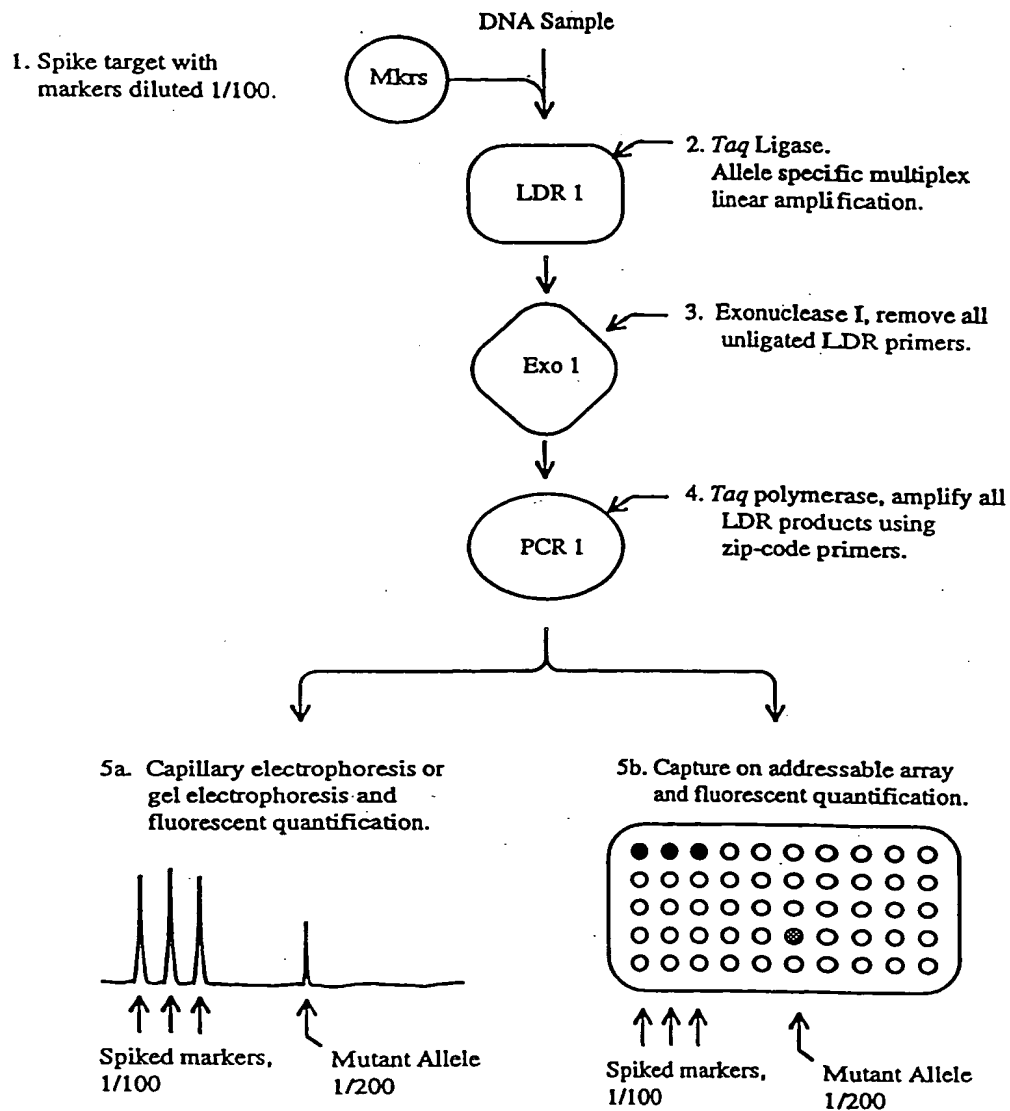 DNA Sample
1. Spike target with
markers diluted 1/100.
Mkrs
2. Taq Ligase.
Allele specific multiplex
linear amplification.
LDR 1
3. Exonuclease I, remove all
unligated LDR primers.
Exo 1
4. Taq polymerase, amplify all
LDR products using
zip-code primers.
PCR 1
5a. Capillary electrophoresis or
gel electrophoresis and
fluorescent quantification.
5b. Capture on addressable array
and fluorescent quantification.
Spiked markers,
1/100
Mutant Allele
1/200
Spiked markers,
1/100
Mutant Allele
1/200